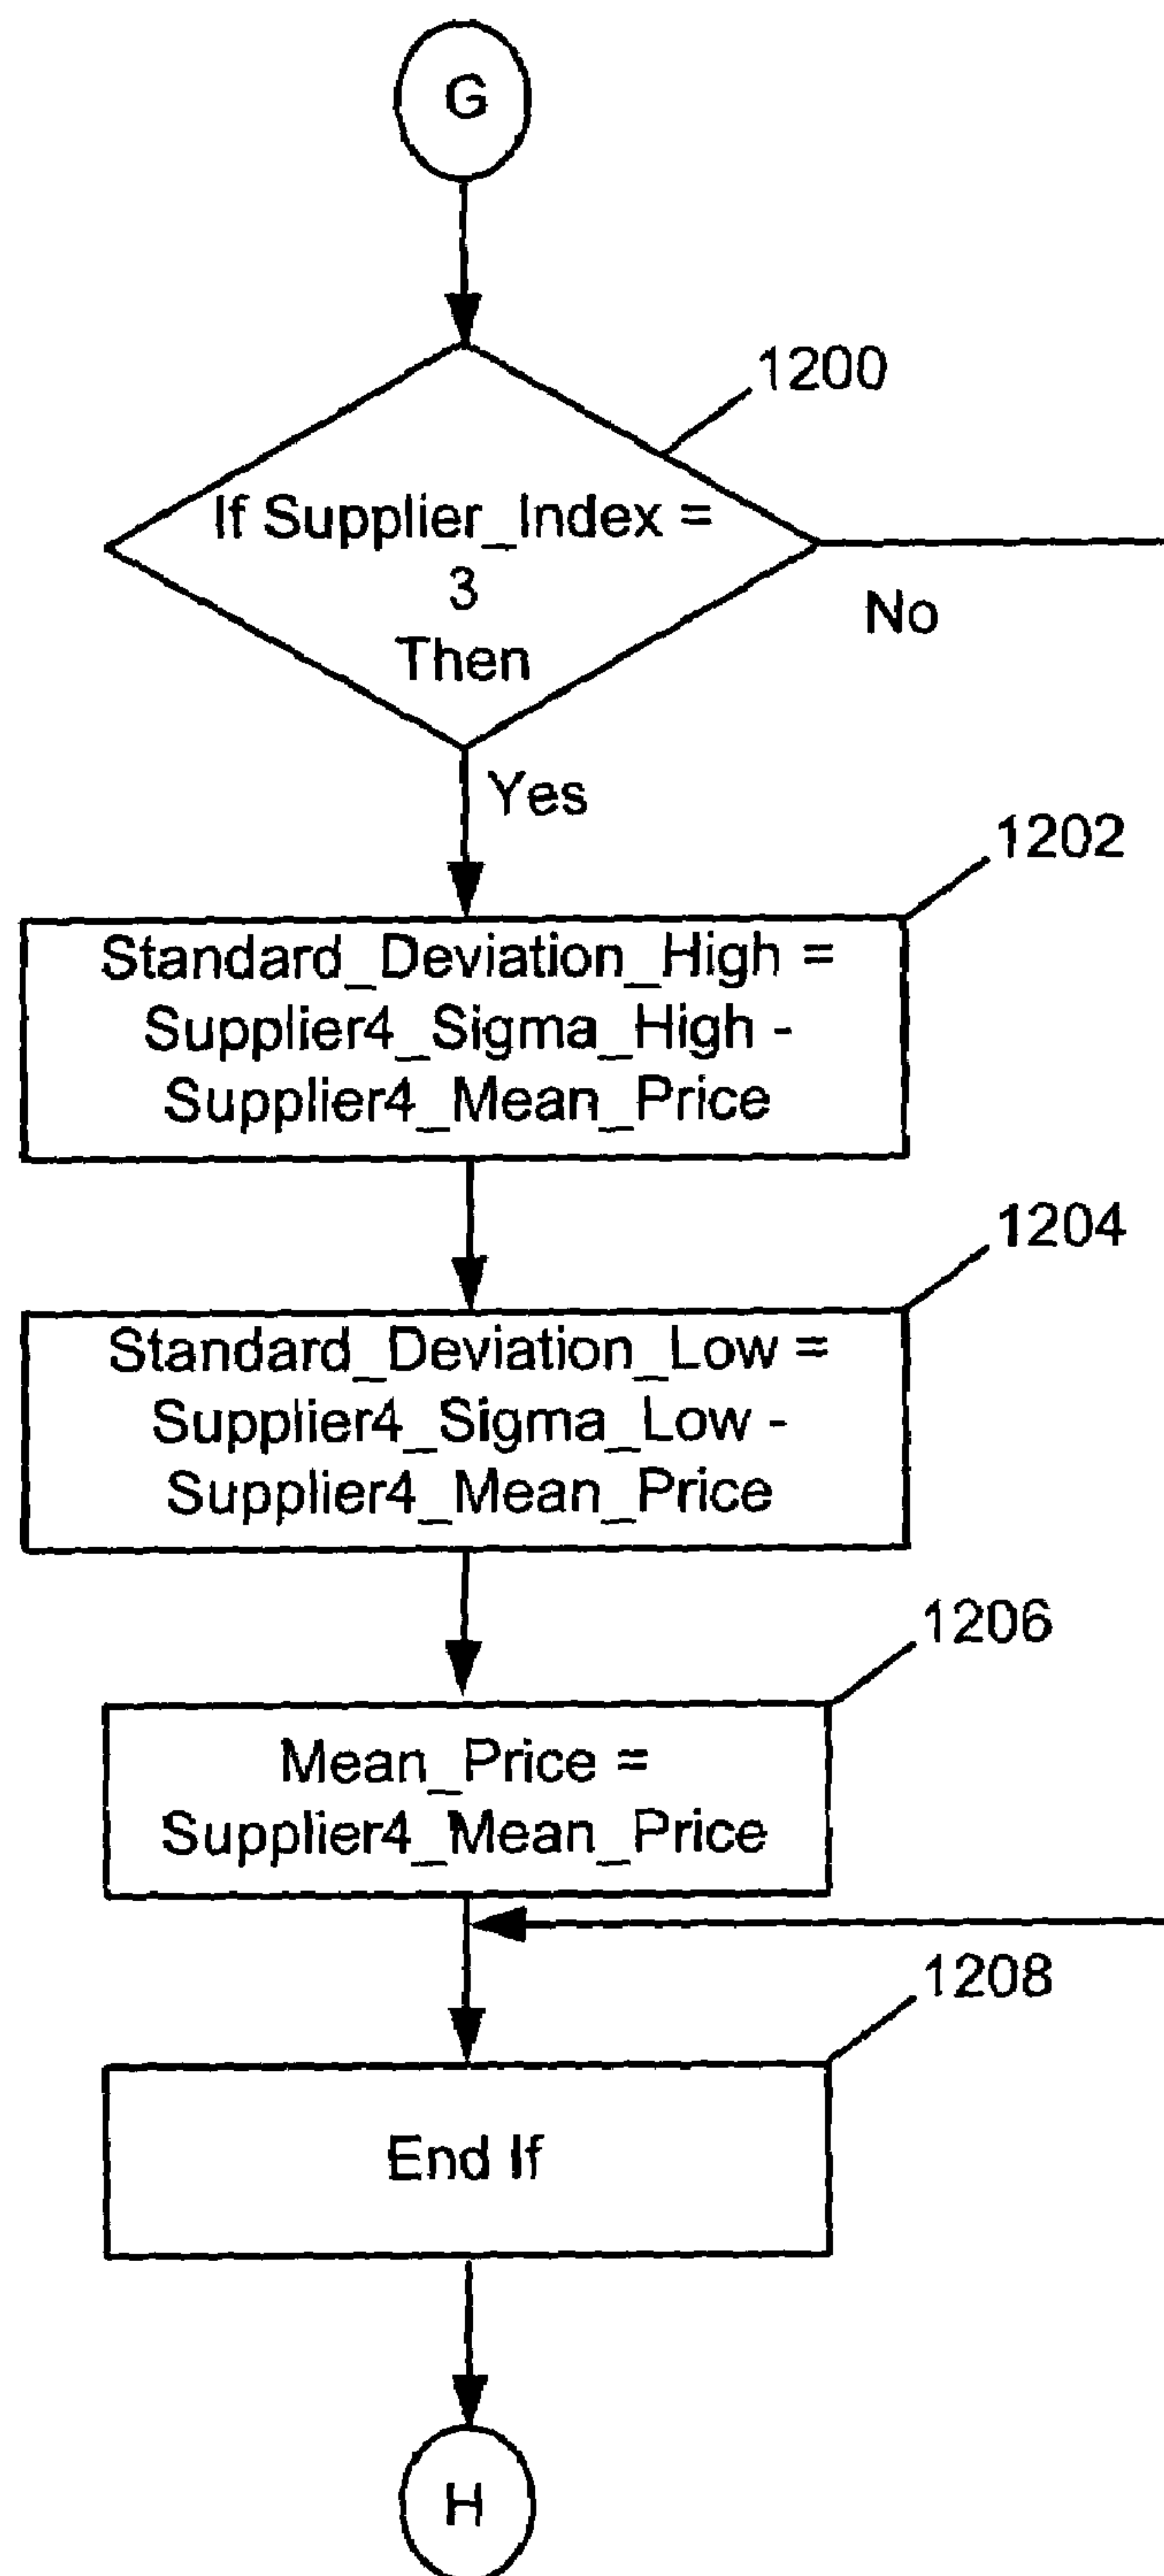 G
1200
If Supplier_Index =
3
Then
No
Yes
1202
Standard_Deviation_High =
Supplier4_Sigma_High -
Supplier4_Mean_Price
1204
Standard_Deviation_Low =
Supplier4_Sigma_Low -
Supplier4_Mean_Price
1206
Mean_Price =
Supplier4_Mean_Price
1208
End If
H